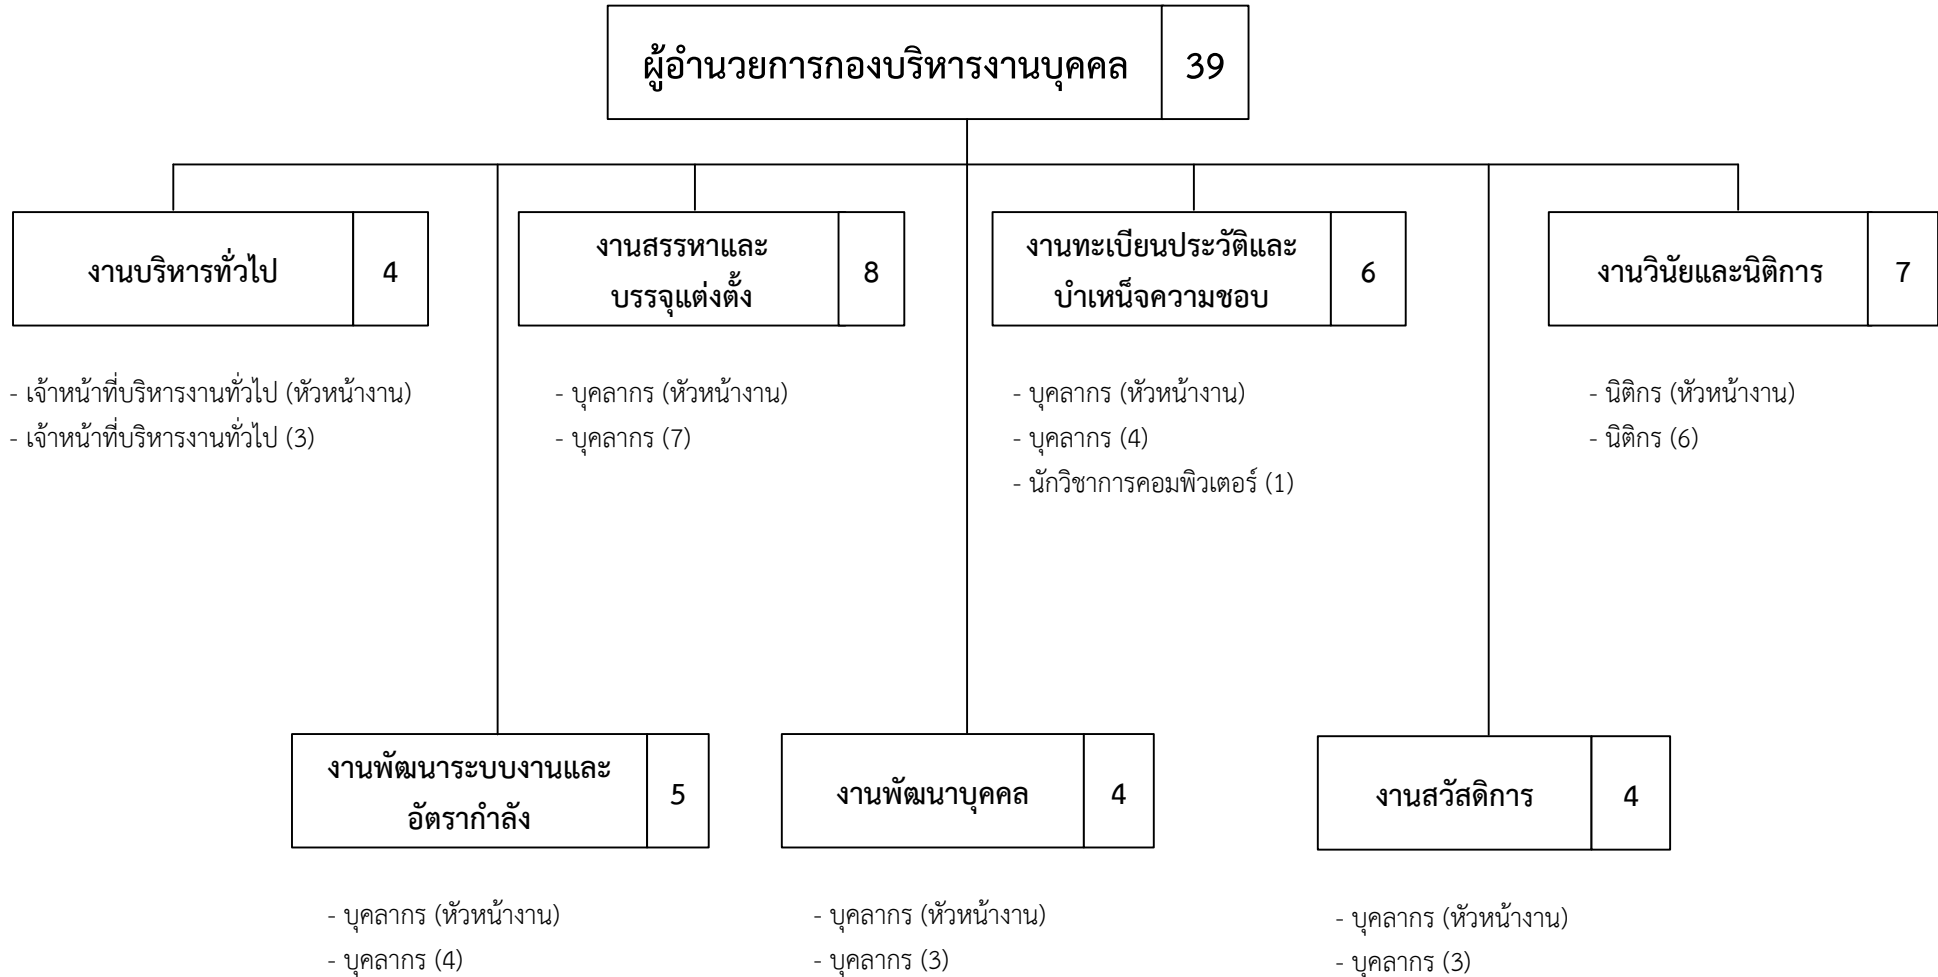 ผู้อำนวยการกองบริหารงานบุคคล 39
งานบริหารทั่วไป 4
- เจ้าหน้าที่บริหารงานทั่วไป (หัวหน้างาน)
- เจ้าหน้าที่บริหารงานทั่วไป (3)
งานสรรหาและ
บรรจุแต่งตั้ง
8
- บุคลากร (หัวหน้างาน)
- บุคลากร (7)
งานทะเบียนประวัติและ
บำเหน็จความชอบ
6
- บุคลากร (หัวหน้างาน)
- บุคลากร (4)
- นักวิชาการคอมพิวเตอร์ (1)
งานวินัยและนิติการ 7
- นิติกร (หัวหน้างาน)
- นิติกร (6)
งานพัฒนาระบบงานและ
อัตรากำลัง
5
- บุคลากร (หัวหน้างาน)
- บุคลากร (4)
งานพัฒนาบุคคล 4
- บุคลากร (หัวหน้างาน)
- บุคลากร (3)
งานสวัสดิการ 4
- บุคลากร (หัวหน้างาน)
- บุคลากร (3)